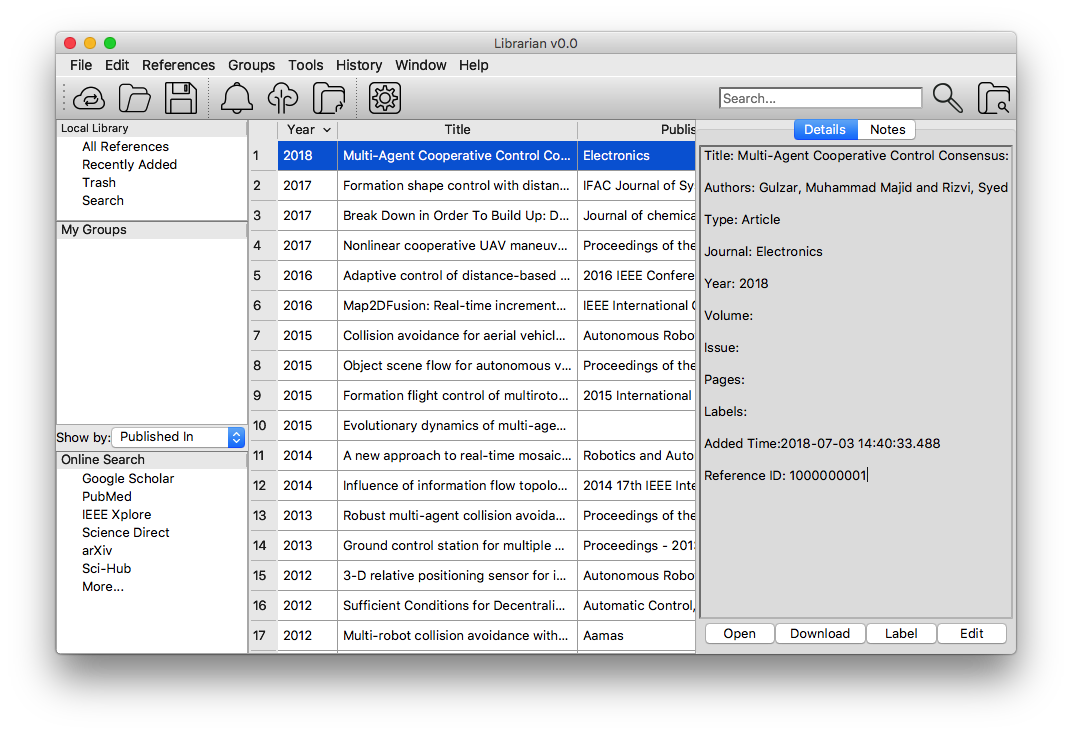 Librarian v0.0
File Edit References Groups Tools History Window Help
Search...
Local Library
All References
Recently Added
Trash
Search
My Groups
Show by: Published In
Online Search
Google Scholar
PubMed
IEEE Xplore
Science Direct
arXiv
Sci-Hub
More...
Year Title Publis
1 2018 Multi-Agent Cooperative Control Co... Electronics
2 2017 Formation shape control with distan... IFAC Journal of Sy
3 2017 Break Down in Order To Build Up: D... Journal of chemica
4 2017 Nonlinear cooperative UAV maneuv... Proceedings of the
5 2016 Adaptive control of distance-based ... 2016 IEEE Confere
6 2016 Map2DFusion: Real-time increment... IEEE International C
7 2015 Collision avoidance for aerial vehicl... Autonomous Robo
8 2015 Object scene flow for autonomous v... Proceedings of the
9 2015 Formation flight control of multiroto... 2015 International
10 2015 Evolutionary dynamics of multi-age...
11 2014 A new approach to real-time mosaic... Robotics and Auto
12 2014 Influence of information flow topolo... 2014 17th IEEE Inte
13 2013 Robust multi-agent collision avoida... Proceedings of the
14 2013 Ground control station for multiple ... Proceedings - 2013
15 2012 3-D relative positioning sensor for i... Autonomous Robo
16 2012 Sufficient Conditions for Decentrali... Automatic Control,
17 2012 Multi-robot collision avoidance with... Aamas
Details Notes
Title: Multi-Agent Cooperative Control Consensus:
Authors: Gulzar, Muhammad Majid and Rizvi, Syed
Type: Article
Journal: Electronics
Year: 2018
Volume:
Issue:
Pages:
Labels:
Added Time:2018-07-03 14:40:33.488
Reference ID: 1000000001
Open Download Label Edit